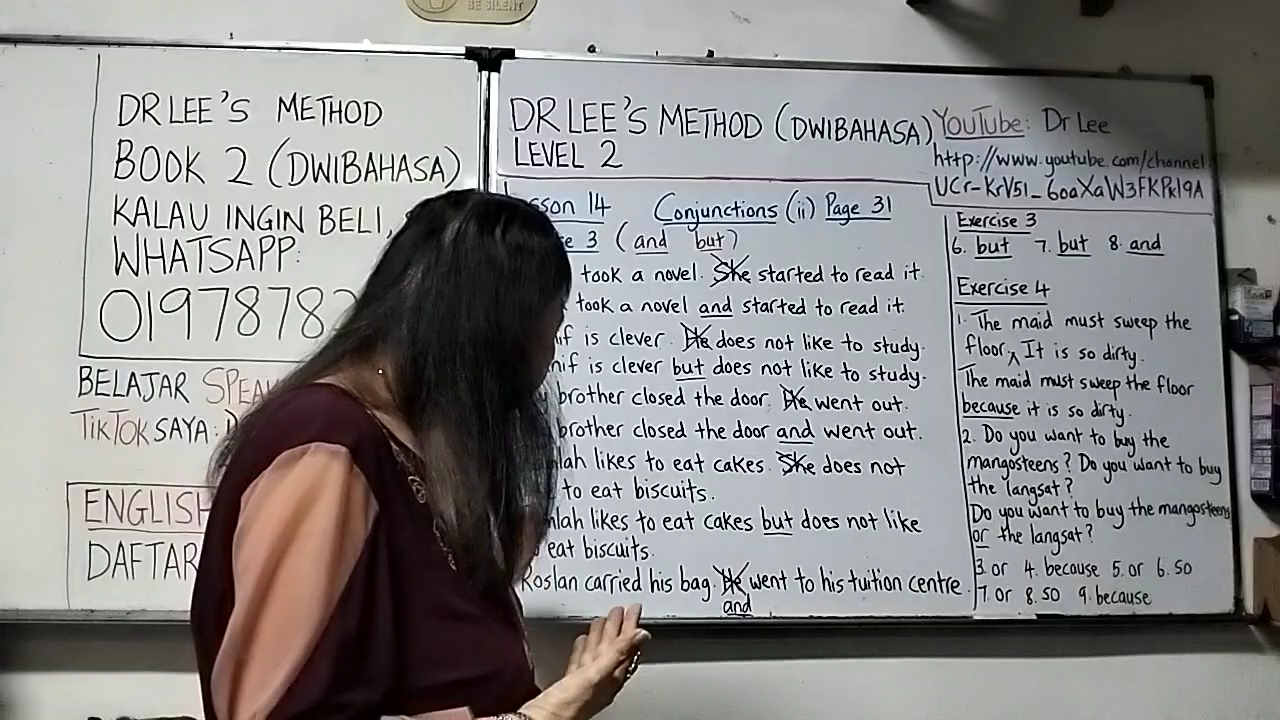 BE SILENT
DR LEE'S METHOD
BOOK 2 (DWIBAHASA)
KALAU INGIN BELI,
WHATSAPP:
BELAJAR
TIKTOK SAYA:
ENGLISH
DAFTAR
DR LEE'S METHOD (DWIBAHASA)
LEVEL 2
YouTube: Dr Lee
http://www.youtube.com/channel
UCr-KrV51_6oaXaW3FKPk19A
14 Conjunctions (ii) Page 31
3 (and but)
took a novel. She started to read it.
took a novel and started to read it.
is clever. He does not like to study.
is clever but does not like to study.
brother closed the door. He went out.
brother closed the door and went out.
likes to eat cakes. She does not
to eat biscuits.
likes to eat cakes but does not like
eat biscuits.
Roslan carried his bag. He went to his tuition centre.
and
Exercise 3
6. but 7. but 8. and
Exercise 4
1. The maid must sweep the
floor. It is so dirty.
The maid must sweep the floor
because it is so dirty.
2. Do you want to buy the
mangosteens? Do you want to buy
the langsat?
Do you want to buy the mangosteens
or the langsat?
3. or 4. because 5. or 6. so
7. or 8. so 9. because